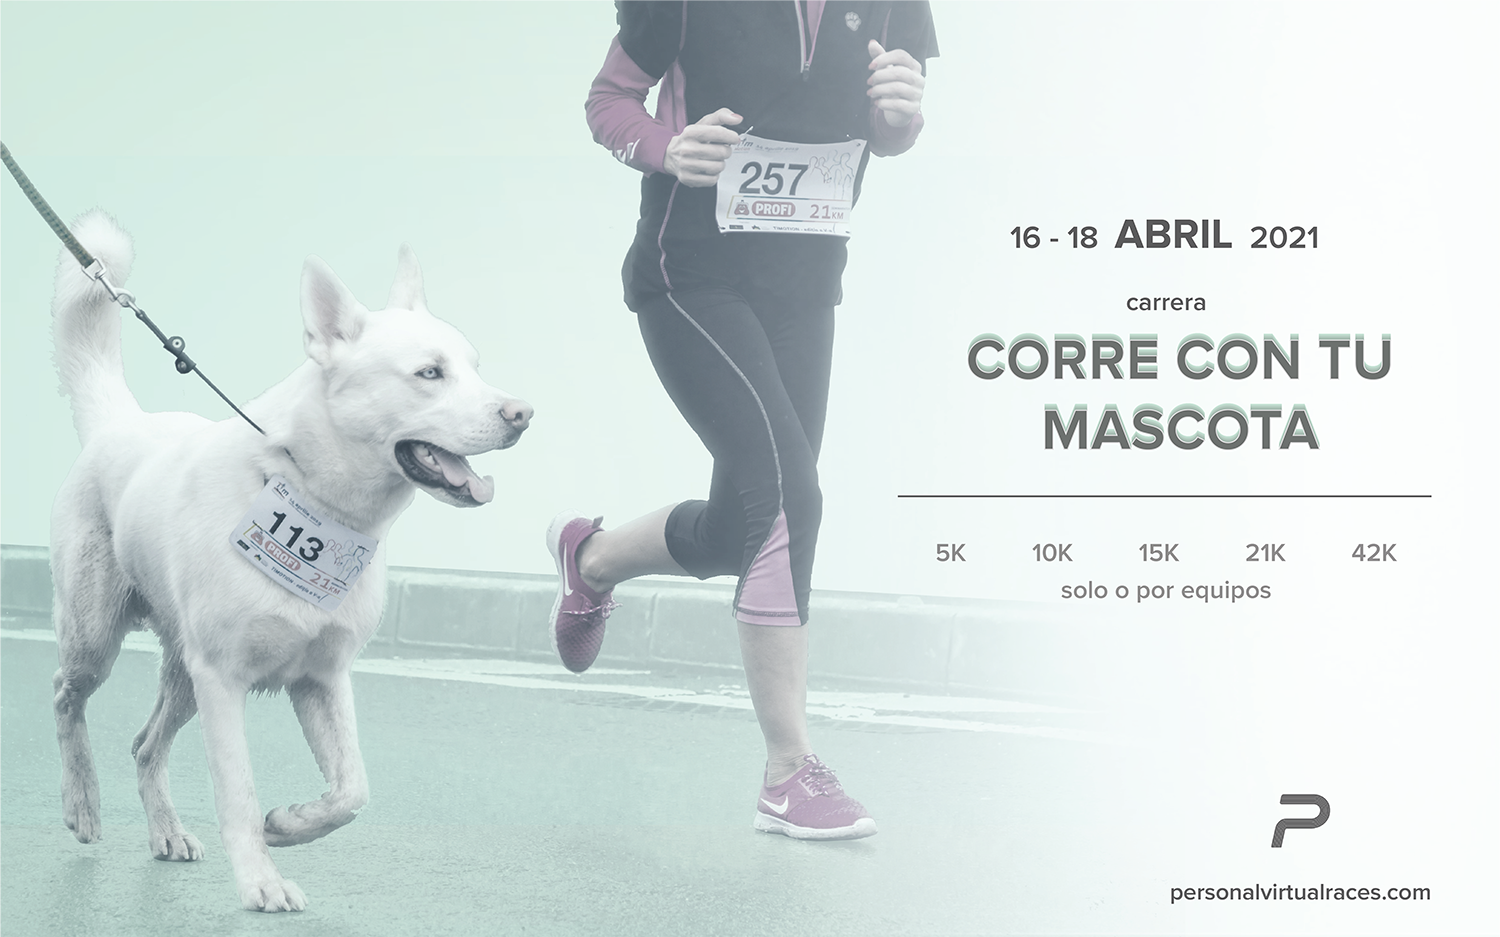 257
PROFI 21KM
113
PROFI
21KM
16 - 18 ABRIL 2021
carrera
CORRE CON TU
MASCOTA
5K 10K 15K 21K 42K
solo o por equipos
personalvirtualraces.com